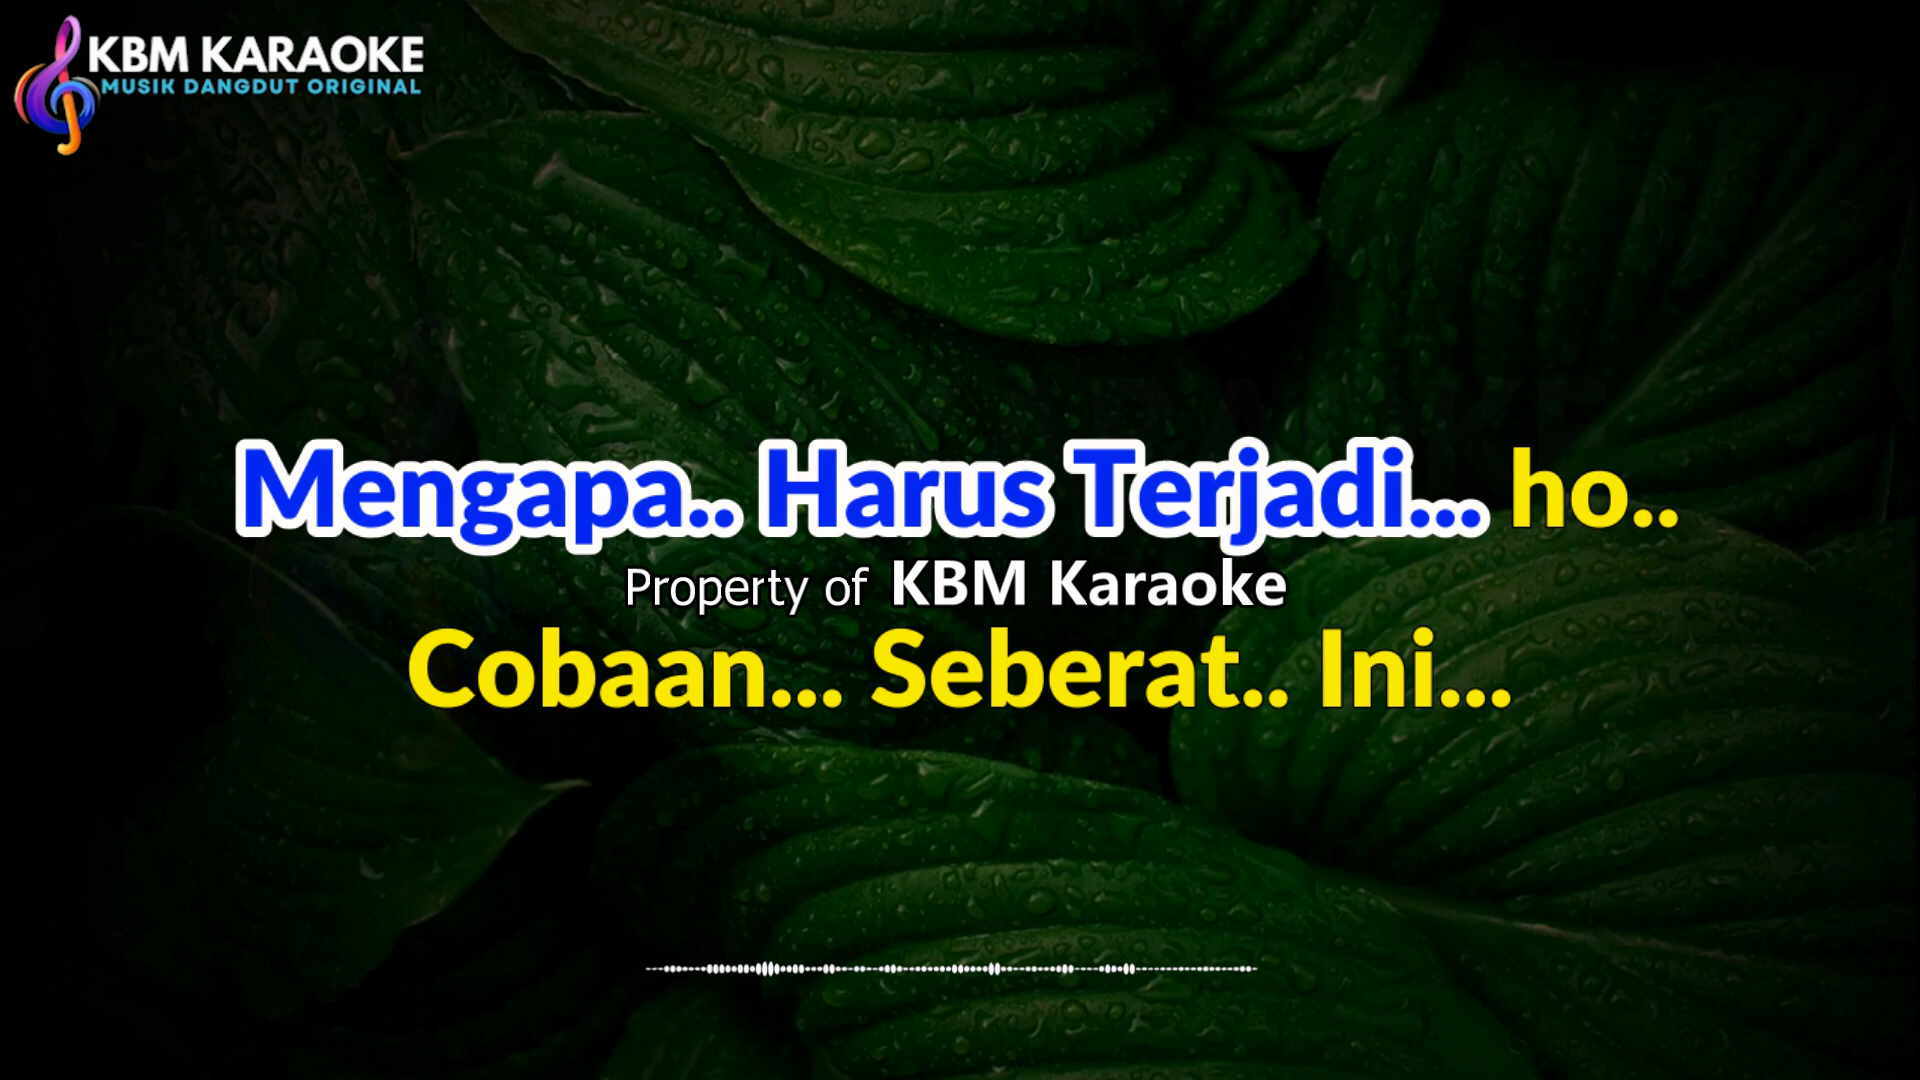 KBM KARAOKE
MUSIK DANGDUT ORIGINAL
Mengapa.. Harus Terjadi... ho..
Property of KBM Karaoke
Cobaan... Seberat.. Ini...